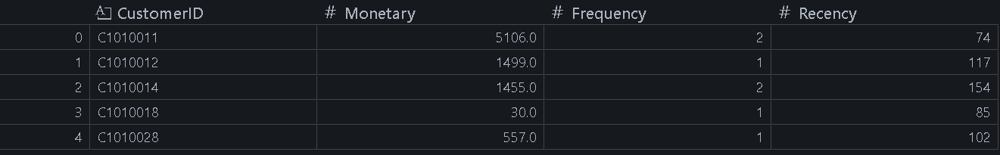 CustomerID # Monetary # Frequency # Recency
0 C1010011 5106.0 2 74
1 C1010012 1499.0 1 117
2 C1010014 1455.0 2 154
3 C1010018 30.0 1 85
4 C1010028 557.0 1 102